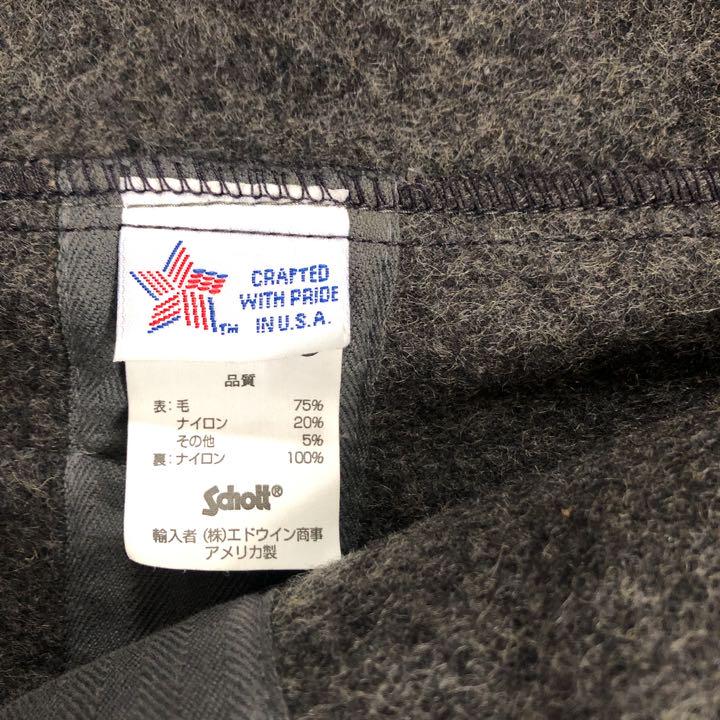 CRAFTED
WITH PRIDE
TM IN U.S.A.
品質
表:毛 75%
ナイロン 20%
その他 5%
裏:ナイロン 100%
Schott®
輸入者 (株)エドウイン商事
アメリカ製